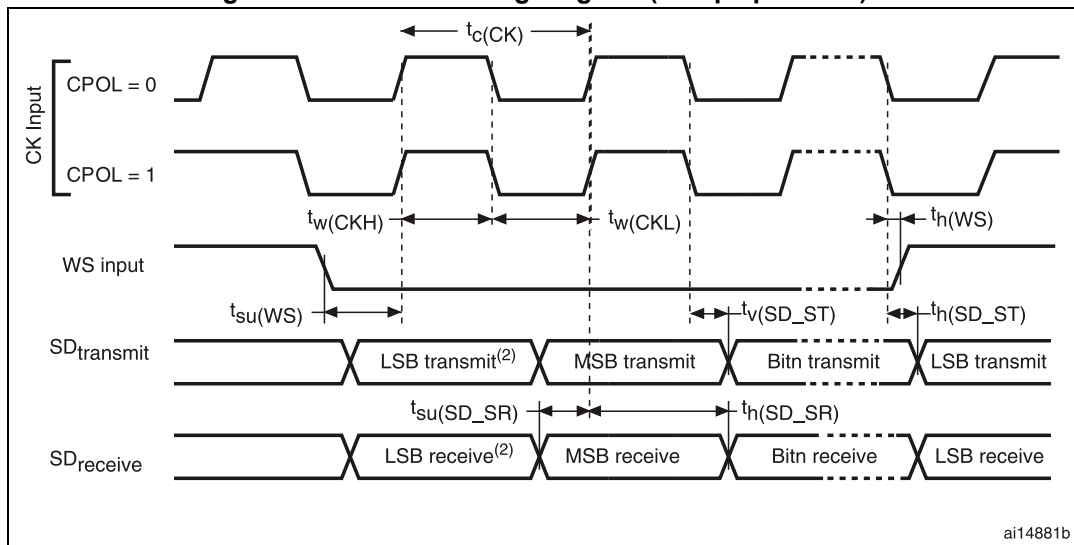 tc(CK)
CK Input
CPOL = 0
CPOL = 1
tw(CKH)
tw(CKL)
th(WS)
WS input
tsu(WS)
tv(SD_ST)
th(SD_ST)
SDtransmit
LSB transmit(2)
MSB transmit
Bitn transmit
LSB transmit
tsu(SD_SR)
th(SD_SR)
SDreceive
LSB receive(2)
MSB receive
Bitn receive
LSB receive
ai14881b